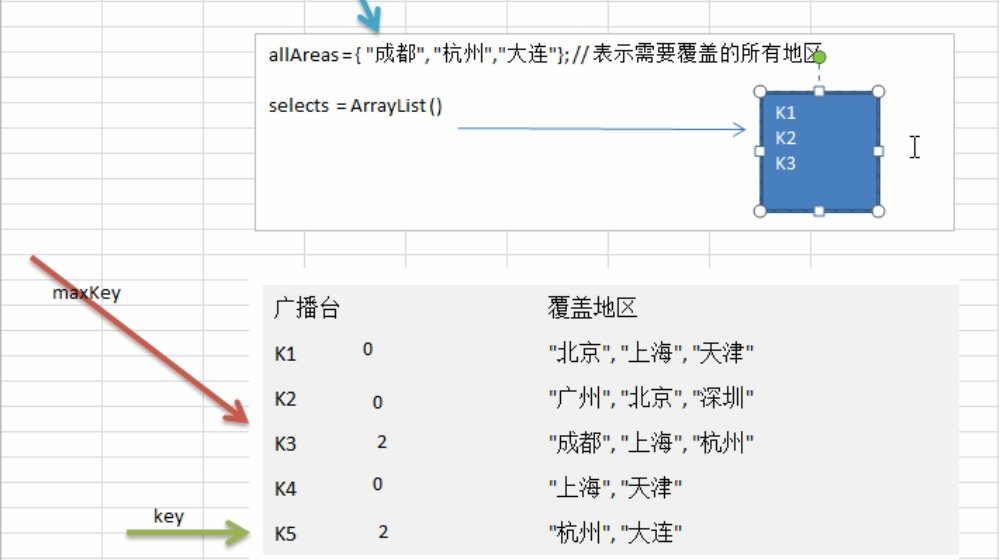 allAreas={ "成都", "杭州","大连"};// 表示需要覆盖的所有地区
selects = ArrayList ()
K1
K2
K3
maxKey
广播台 覆盖地区
K1 0 "北京", "上海", "天津"
K2 0 "广州", "北京", "深圳"
K3 2 "成都", "上海", "杭州"
K4 0 "上海", "天津"
key
K5 2 "杭州", "大连"